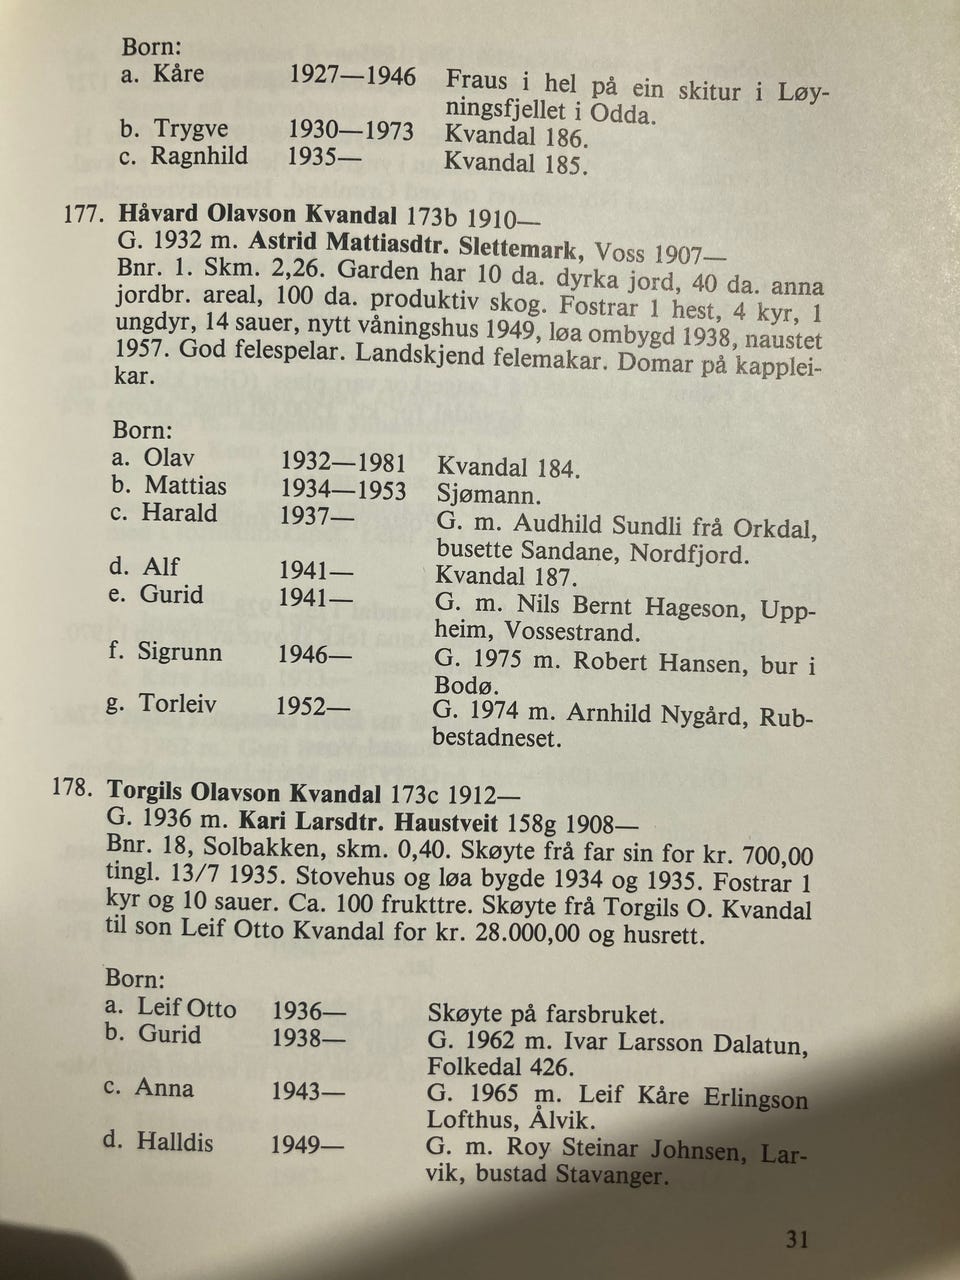 Born:
a. Kåre 1927—1946 Fraus i hel på ein skitur i Løy-
ningsfjellet i Odda.
b. Trygve 1930—1973 Kvandal 186.
c. Ragnhild 1935— Kvandal 185.
177. Håvard Olavson Kvandal 173b 1910—
G. 1932 m. Astrid Mattiasdtr. Slettemark, Voss 1907—
Bnr. 1. Skm. 2,26. Garden har 10 da. dyrka jord, 40 da. anna
jordbr. areal, 100 da. produktiv skog. Fostrar 1 hest, 4 kyr, 1
ungdyr, 14 sauer, nytt våningshus 1949, løa ombygd 1938, naustet
1957. God felespelar. Landskjend felemakar. Domar på kapplei-
kar.
Born:
a. Olav 1932—1981 Kvandal 184.
b. Mattias 1934—1953 Sjømann.
c. Harald 1937— G. m. Audhild Sundli frå Orkdal,
busette Sandane, Nordfjord.
d. Alf 1941— Kvandal 187.
e. Gurid 1941— G. m. Nils Bernt Hageson, Upp-
heim, Vossestrand.
f. Sigrunn 1946— G. 1975 m. Robert Hansen, bur i
Bodø.
g. Torleiv 1952— G. 1974 m. Arnhild Nygård, Rub-
bestadneset.
178. Torgils Olavson Kvandal 173c 1912—
G. 1936 m. Kari Larsdtr. Haustveit 158g 1908—
Bnr. 18, Solbakken, skm. 0,40. Skøyte frå far sin for kr. 700,00
tingl. 13/7 1935. Stovehus og løa bygde 1934 og 1935. Fostrar 1
kyr og 10 sauer. Ca. 100 frukttre. Skøyte frå Torgils O. Kvandal
til son Leif Otto Kvandal for kr. 28.000,00 og husrett.
Born:
a. Leif Otto 1936— Skøyte på farsbruket.
b. Gurid 1938— G. 1962 m. Ivar Larsson Dalatun,
Folkedal 426.
c. Anna 1943— G. 1965 m. Leif Kåre Erlingson
Lofthus, Ålvik.
d. Halldis 1949— G. m. Roy Steinar Johnsen, Lar-
vik, bustad Stavanger.
31